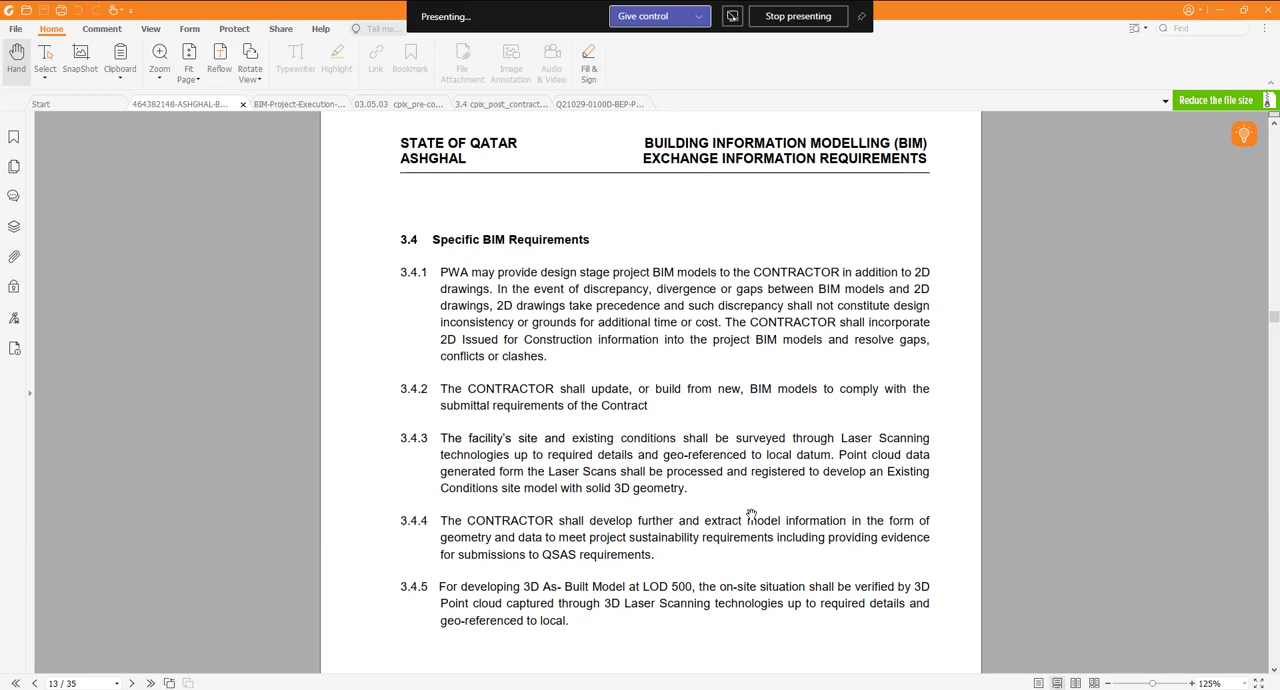 Presenting...
Give control
Stop presenting
File
Home
Comment
View
Form
Protect
Share
Help
Tell me...
Find
Hand
Select
SnapShot
Clipboard
Zoom
Fit
Page
Reflow
Rotate
View
Typewriter
Highlight
Link
Bookmark
File
Attachment
Image
Annotation
Audio
& Video
Fill &
Sign
Start
464382148-ASHGHAL-B...
BIM-Project-Execution-...
03.05.03 cpix_pre-co...
3.4 cpix_post_contract...
Q21029-0100D-BEP-P...
Reduce the file size
STATE OF QATAR
ASHGHAL
BUILDING INFORMATION MODELLING (BIM)
EXCHANGE INFORMATION REQUIREMENTS
3.4 Specific BIM Requirements
3.4.1 PWA may provide design stage project BIM models to the CONTRACTOR in addition to 2D
drawings. In the event of discrepancy, divergence or gaps between BIM models and 2D
drawings, 2D drawings take precedence and such discrepancy shall not constitute design
inconsistency or grounds for additional time or cost. The CONTRACTOR shall incorporate
2D Issued for Construction information into the project BIM models and resolve gaps,
conflicts or clashes.
3.4.2 The CONTRACTOR shall update, or build from new, BIM models to comply with the
submittal requirements of the Contract
3.4.3 The facility's site and existing conditions shall be surveyed through Laser Scanning
technologies up to required details and geo-referenced to local datum. Point cloud data
generated form the Laser Scans shall be processed and registered to develop an Existing
Conditions site model with solid 3D geometry.
3.4.4 The CONTRACTOR shall develop further and extract model information in the form of
geometry and data to meet project sustainability requirements including providing evidence
for submissions to QSAS requirements.
3.4.5 For developing 3D As- Built Model at LOD 500, the on-site situation shall be verified by 3D
Point cloud captured through 3D Laser Scanning technologies up to required details and
geo-referenced to local.
13 / 35
125%